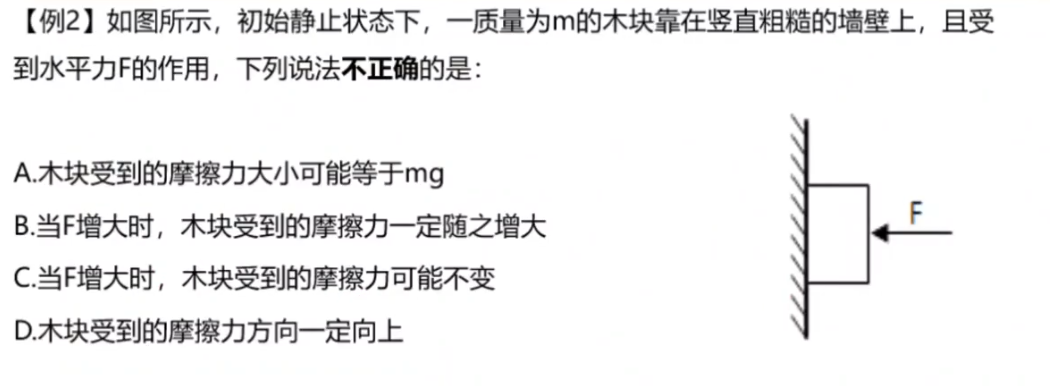 【例2】如图所示，初始静止状态下，一质量为m的木块靠在竖直粗糙的墙壁上，且受
到水平力F的作用，下列说法不正确的是：
A.木块受到的摩擦力大小可能等于mg
F
B.当F增大时，木块受到的摩擦力一定随之增大
C.当F增大时，木块受到的摩擦力可能不变
D.木块受到的摩擦力方向一定向上